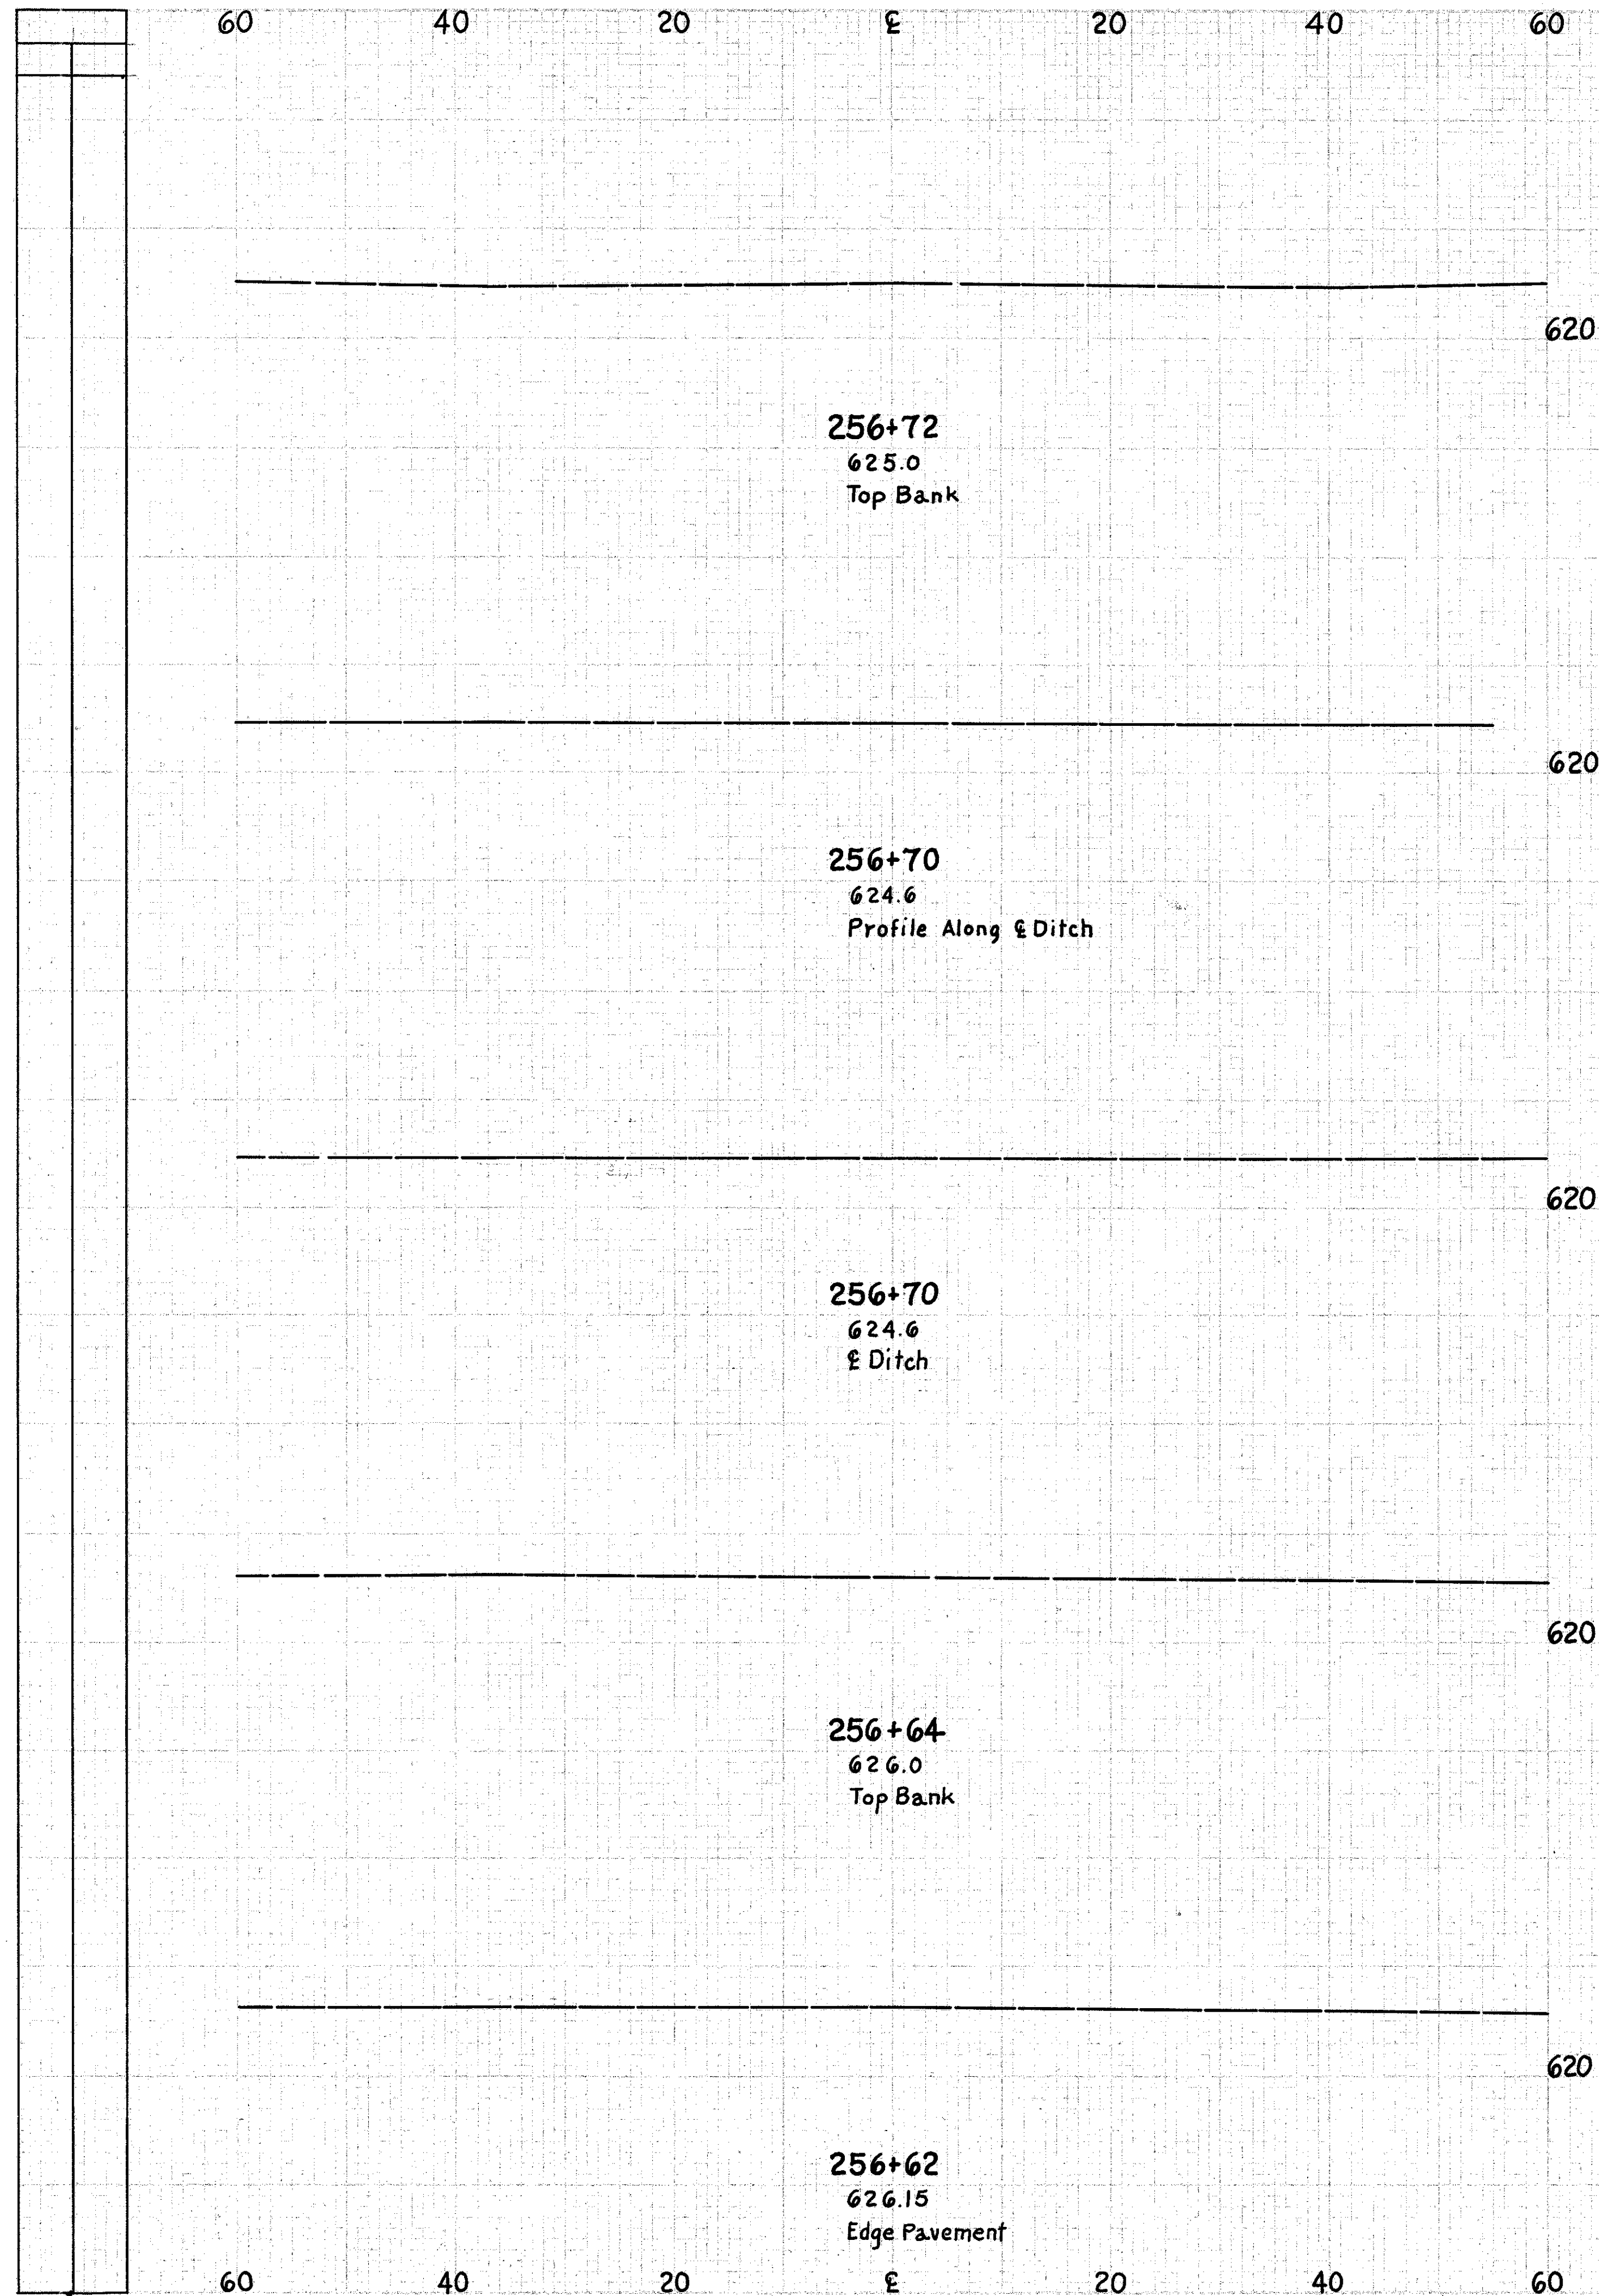 60 40 20 ℄ 20 40 60
620
256+72
625.0
Top Bank
620
256+70
624.6
Profile Along ℄ Ditch
620
256+70
624.6
℄ Ditch
620
256+64
626.0
Top Bank
620
256+62
626.15
Edge Pavement
60 40 20 ℄ 20 40 60